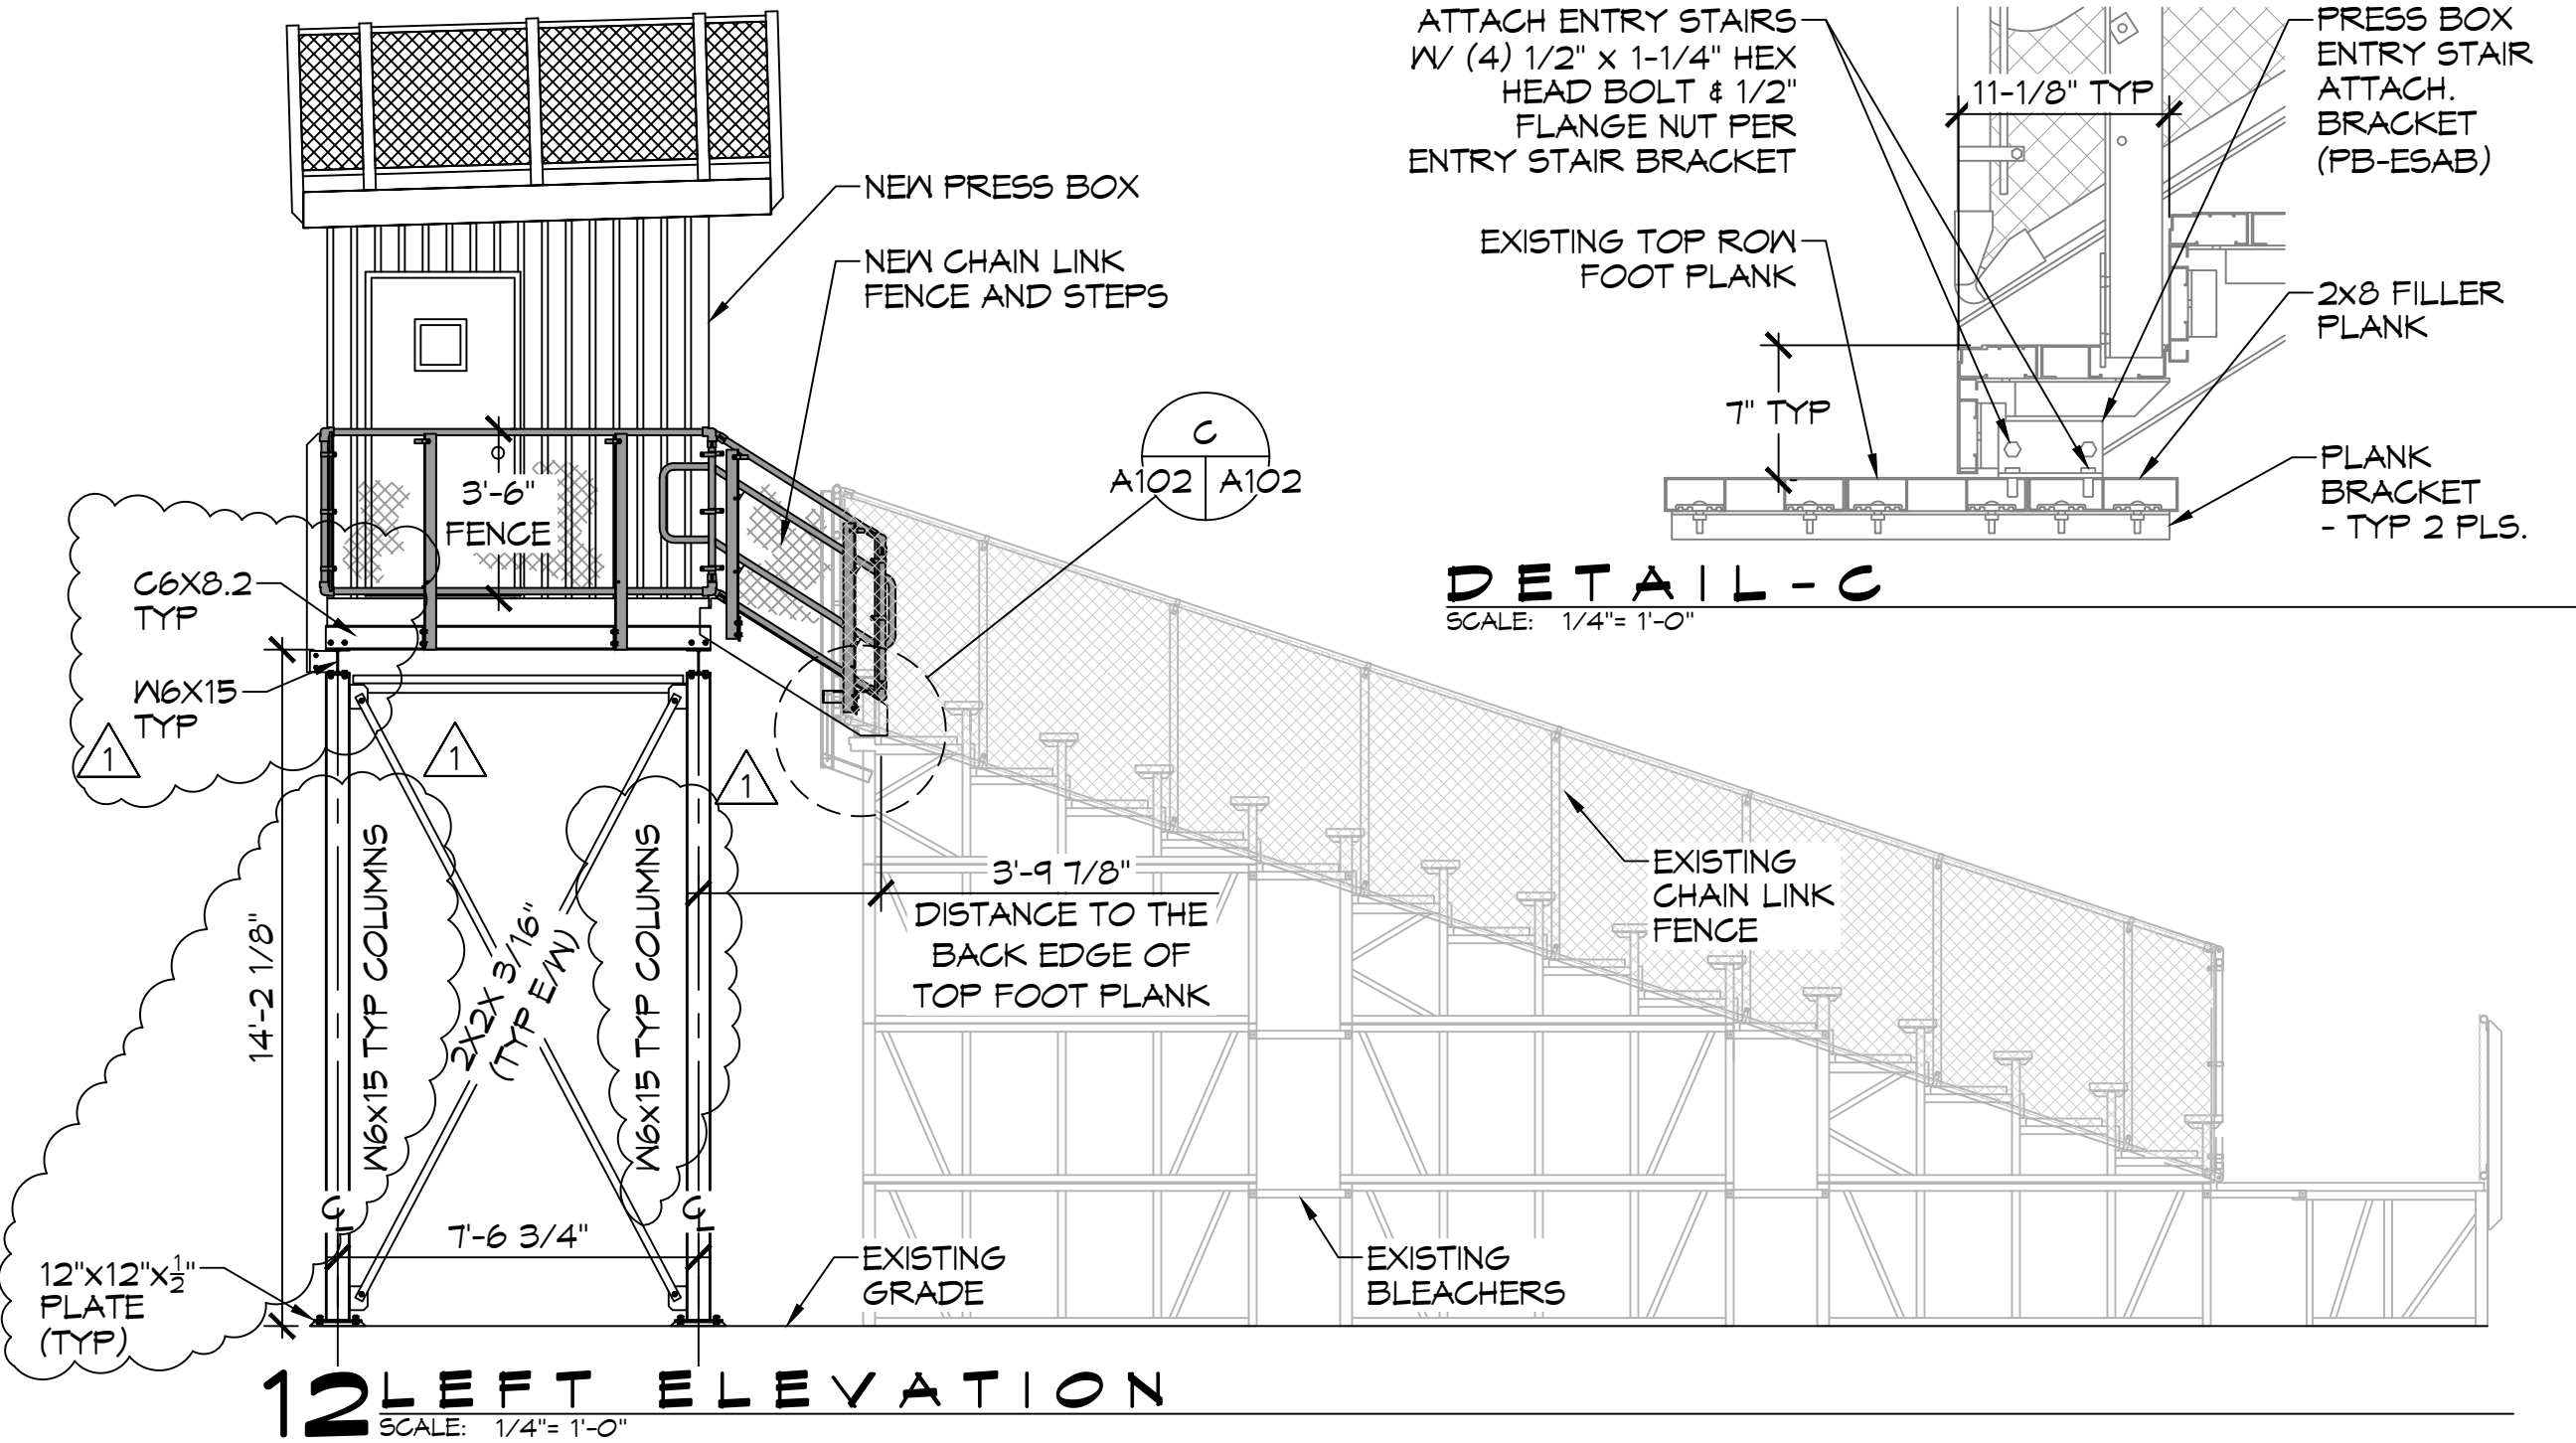 NEW PRESS BOX
NEW CHAIN LINK
FENCE AND STEPS
3'-6"
FENCE
C6X8.2
TYP
W6X15
TYP
1
1
1
C
A102
A102
14'-2 1/8"
W6x15 TYP COLUMNS
2X2X 3/16"
(TYP E/W)
W6x15 TYP COLUMNS
3'-9 7/8"
DISTANCE TO THE
BACK EDGE OF
TOP FOOT PLANK
EXISTING
CHAIN LINK
FENCE
CL
CL
7'-6 3/4"
12"x12"x1/2"
PLATE
(TYP)
EXISTING
GRADE
EXISTING
BLEACHERS
12 LEFT ELEVATION
SCALE: 1/4"= 1'-0"
ATTACH ENTRY STAIRS
W/ (4) 1/2" x 1-1/4" HEX
HEAD BOLT & 1/2"
FLANGE NUT PER
ENTRY STAIR BRACKET
EXISTING TOP ROW
FOOT PLANK
11-1/8" TYP
7" TYP
PRESS BOX
ENTRY STAIR
ATTACH.
BRACKET
(PB-ESAB)
2x8 FILLER
PLANK
PLANK
BRACKET
- TYP 2 PLS.
DETAIL-C
SCALE: 1/4"= 1'-0"